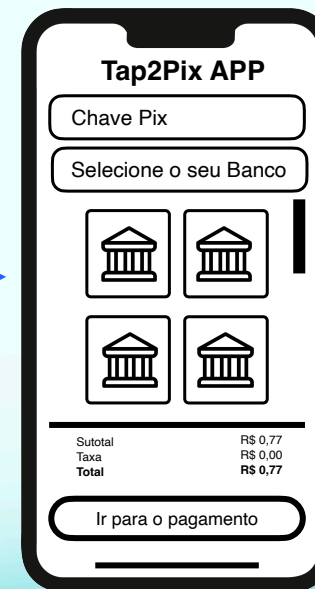 Tap2Pix APP
Chave Pix
Selecione o seu Banco
Sutotal R$ 0,77
Taxa R$ 0,00
Total R$ 0,77
Ir para o pagamento